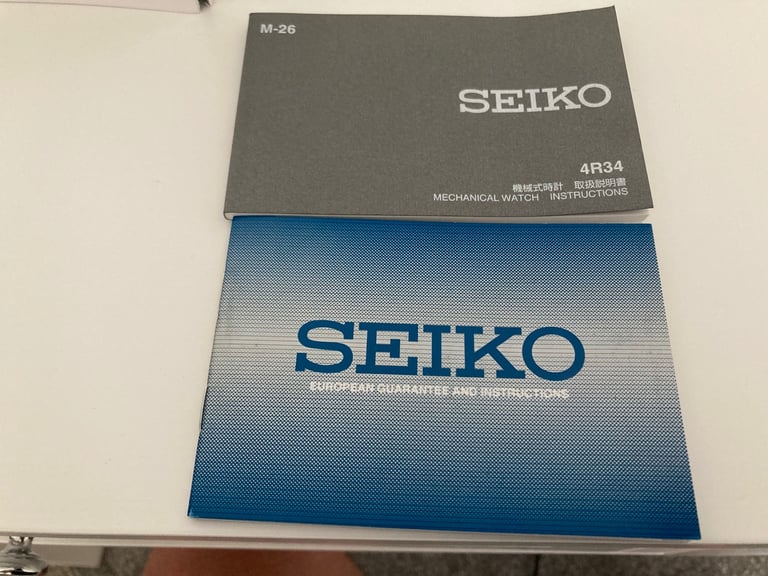 M-26
SEIKO
4R34
機械式時計 取扱説明書
MECHANICAL WATCH INSTRUCTIONS
SEIKO
EUROPEAN GUARANTEE AND INSTRUCTIONS